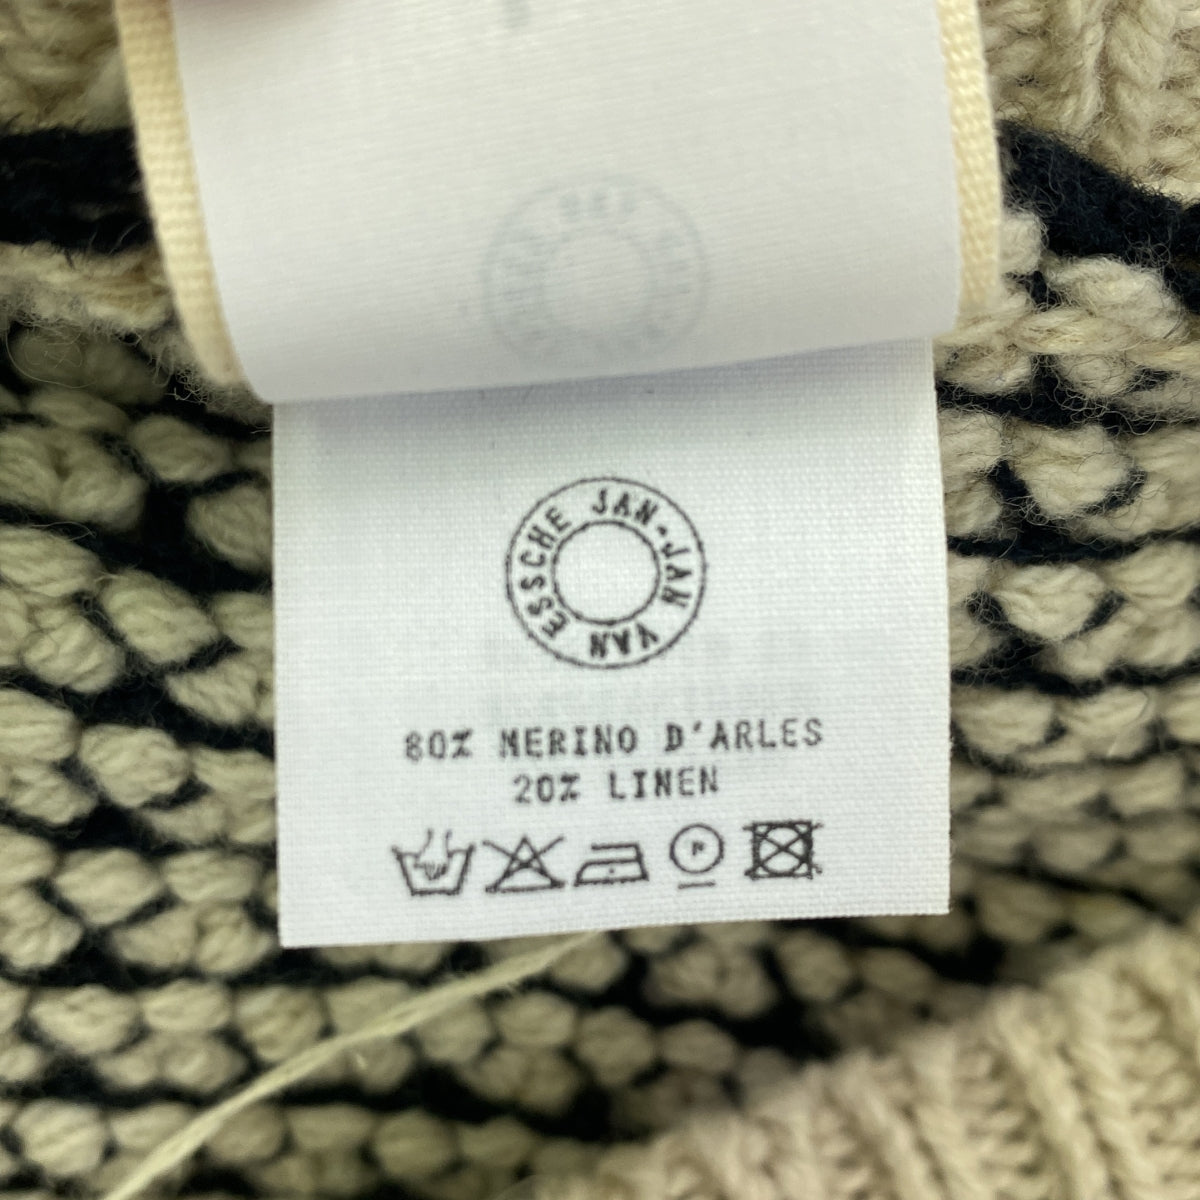 JAN-JAN VAN ESSCHE
80% MERINO D'ARLES
20% LINEN
P